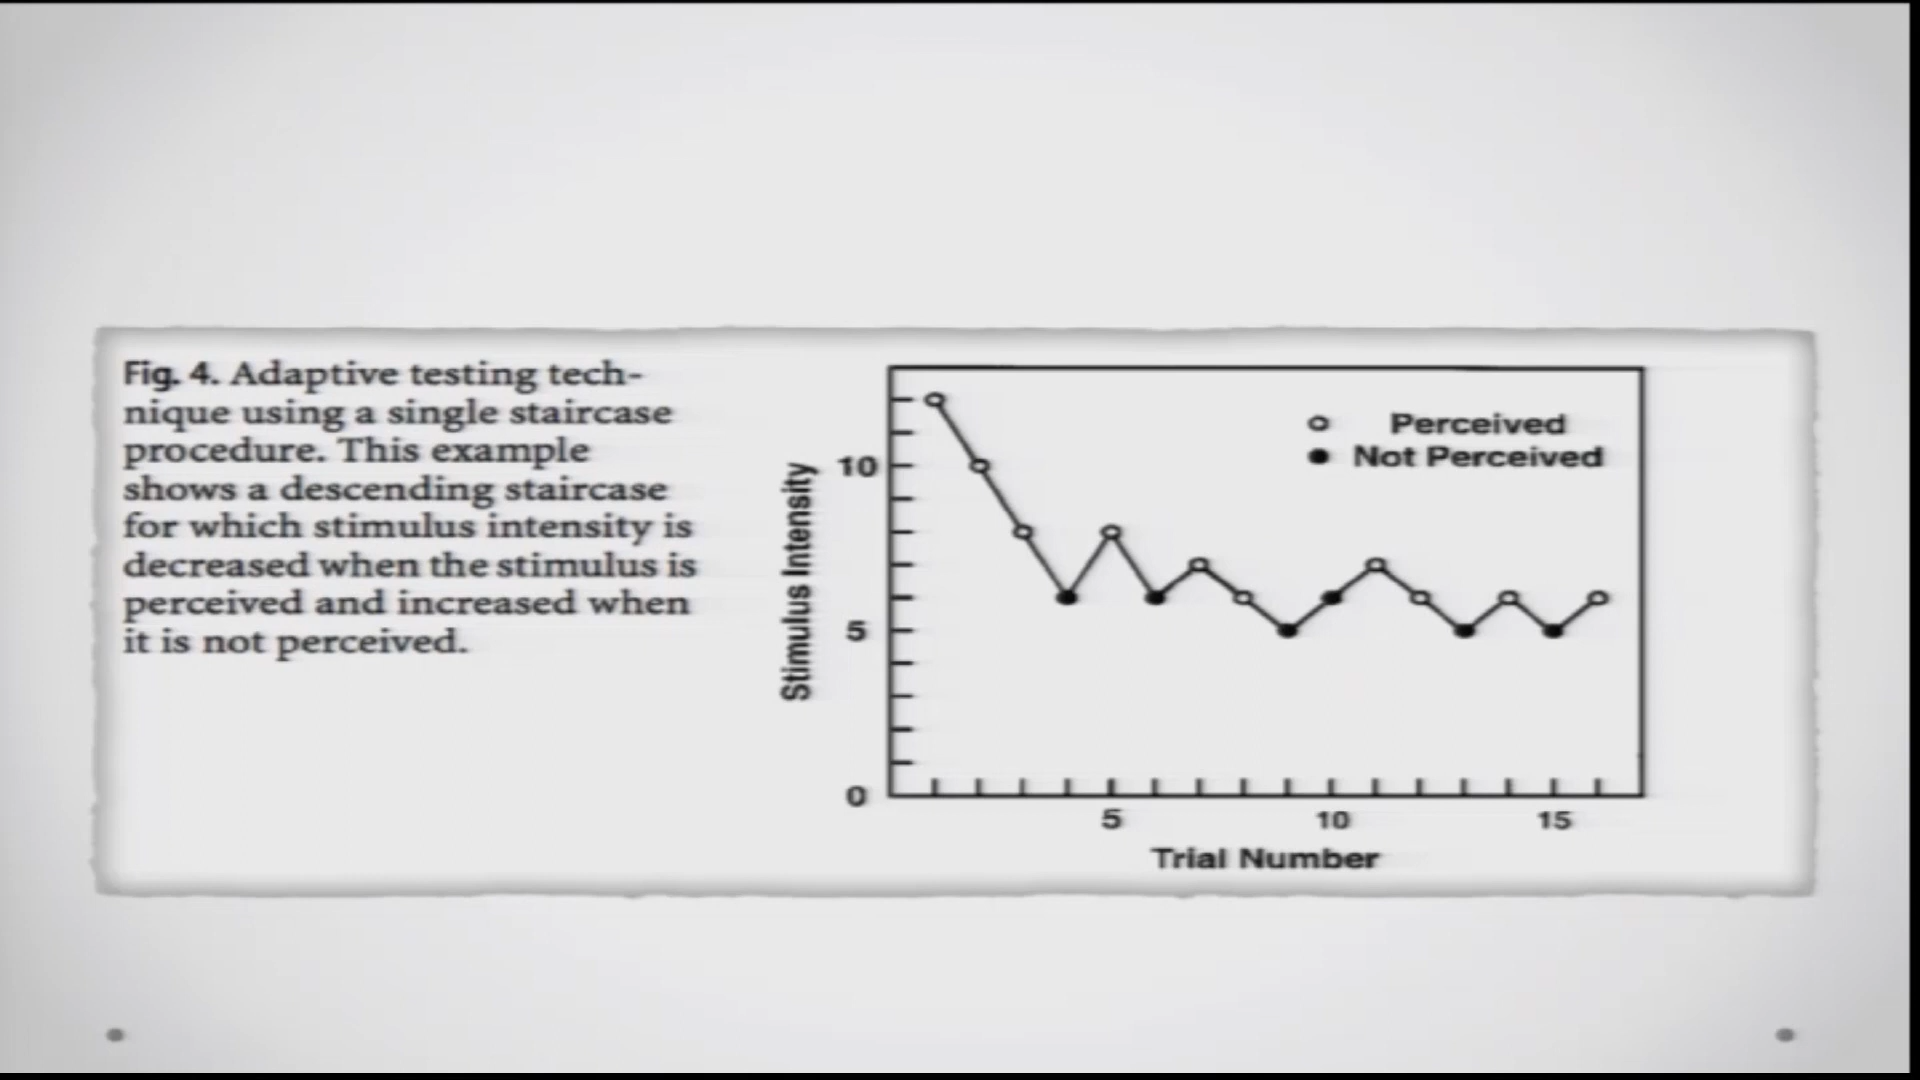 Fig. 4. Adaptive testing tech-
nique using a single staircase
procedure. This example
shows a descending staircase
for which stimulus intensity is
decreased when the stimulus is
perceived and increased when
it is not perceived.
Perceived
Not Perceived
Stimulus Intensity
10
5
0
5 10 15
Trial Number